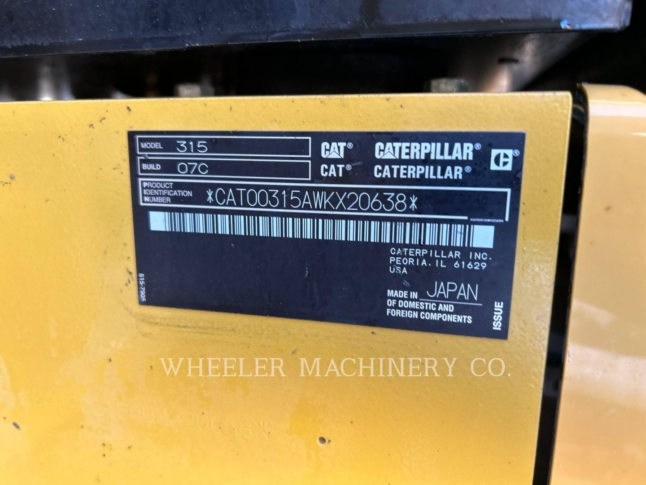 MODEL 315 CAT® CATERPILLAR® C
BUILD 07C CAT® CATERPILLAR®
PRODUCT
IDENTIFICATION *CAT00315AWKX20638*
NUMBER
CATERPILLAR INC.
PEORIA, IL 61629
USA
MADE IN JAPAN
OF DOMESTIC AND
FOREIGN COMPONENTS
ISSUE
WHEELER MACHINERY CO.